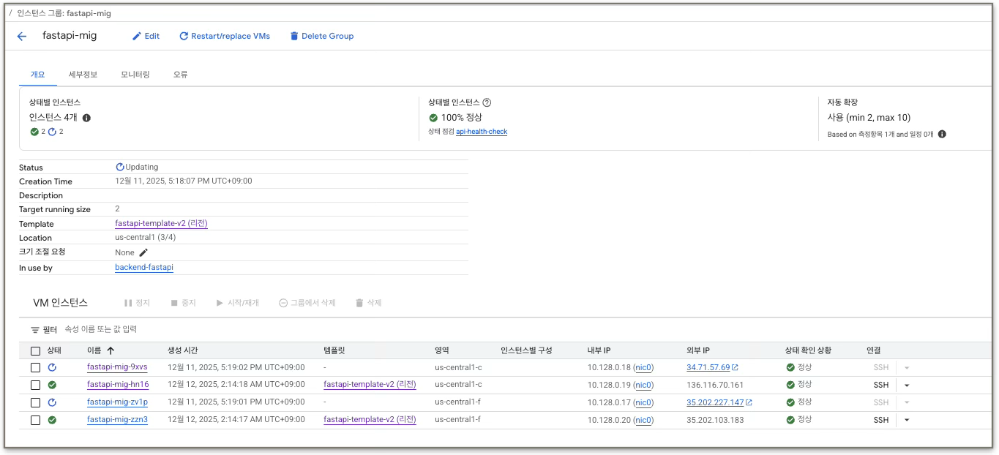 / 인스턴스 그룹: fastapi-mig
fastapi-mig Edit Restart/replace VMs Delete Group
개요 세부정보 모니터링 오류
상태별 인스턴스 상태별 인스턴스 자동 확장
인스턴스 4개 100% 정상 사용 (min 2, max 10)
2 2 상태 점검 api-health-check Based on 측정항목 1개 and 일정 0개
Status Updating
Creation Time 12월 11, 2025, 5:18:07 PM UTC+09:00
Description
Target running size 2
Template fastapi-template-v2 (리전)
Location us-central1 (3/4)
크기 조절 요청 None
In use by backend-fastapi
VM 인스턴스 정지 중지 시작/재개 그룹에서 삭제 삭제
필터 속성 이름 또는 값 입력
상태 이름 생성 시간 템플릿 영역 인스턴스별 구성 내부 IP 외부 IP 상태 확인 상황 연결
fastapi-mig-9xvs 12월 11, 2025, 5:19:02 PM UTC+09:00 - us-central1-c 10.128.0.18 (nic0) 34.71.57.69 정상 SSH
fastapi-mig-hn16 12월 12, 2025, 2:14:18 AM UTC+09:00 fastapi-template-v2 (리전) us-central1-c 10.128.0.19 (nic0) 136.116.70.161 정상 SSH
fastapi-mig-zv1p 12월 11, 2025, 5:19:01 PM UTC+09:00 - us-central1-f 10.128.0.17 (nic0) 35.202.227.147 정상 SSH
fastapi-mig-zzn3 12월 12, 2025, 2:14:17 AM UTC+09:00 fastapi-template-v2 (리전) us-central1-f 10.128.0.20 (nic0) 35.202.103.183 정상 SSH